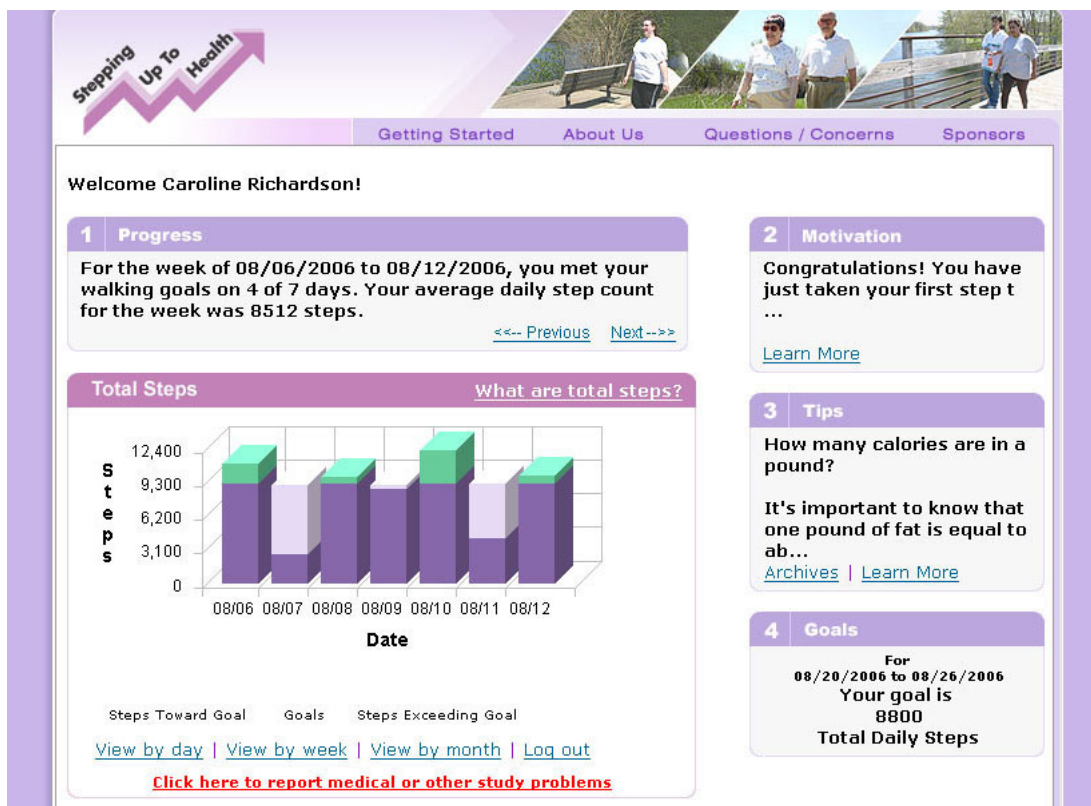 Stepping Up To Health
Getting Started About Us Questions / Concerns Sponsors
Welcome Caroline Richardson!
1 Progress
For the week of 08/06/2006 to 08/12/2006, you met your
walking goals on 4 of 7 days. Your average daily step count
for the week was 8512 steps.
<<-- Previous Next-->>
Total Steps What are total steps?
Steps
12,400
9,300
6,200
3,100
0
08/06 08/07 08/08 08/09 08/10 08/11 08/12
Date
Steps Toward Goal Goals Steps Exceeding Goal
View by day | View by week | View by month | Log out
Click here to report medical or other study problems
2 Motivation
Congratulations! You have
just taken your first step t
...
Learn More
3 Tips
How many calories are in a
pound?
It's important to know that
one pound of fat is equal to
ab...
Archives | Learn More
4 Goals
For
08/20/2006 to 08/26/2006
Your goal is
8800
Total Daily Steps